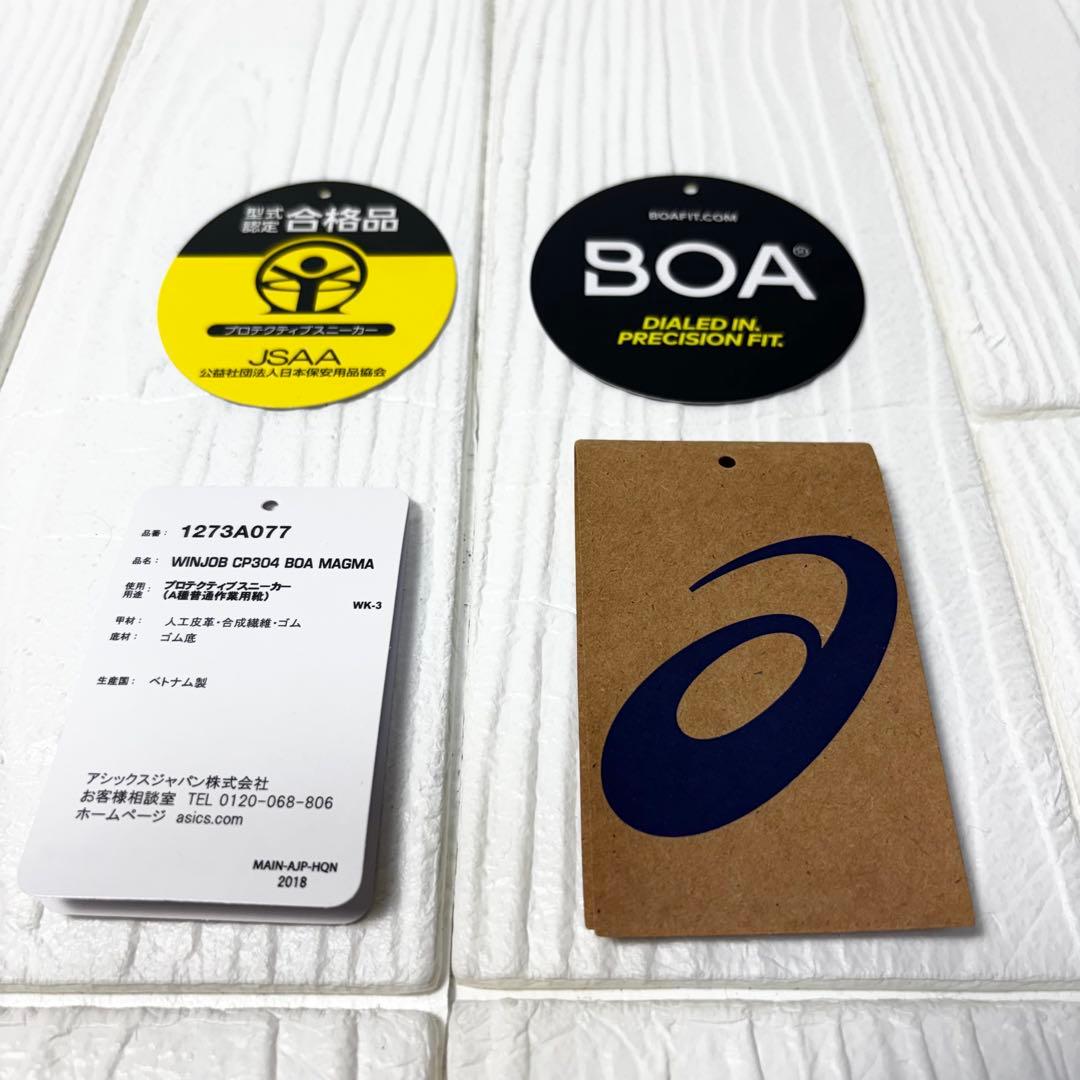 型式
認定 合格品
プロテクティブスニーカー
JSAA
公益社団法人日本保安用品協会
BOAFIT.COM
BOA®
DIALED IN.
PRECISION FIT.
品番： 1273A077
品名： WINJOB CP304 BOA MAGMA
使用
用途： プロテクティブスニーカー
（A種普通作業用靴）
WK-3
甲材： 人工皮革・合成繊維・ゴム
底材： ゴム底
生産国： ベトナム製
アシックスジャパン株式会社
お客様相談室 TEL 0120-068-806
ホームページ asics.com
MAIN-AJP-HQN
2018